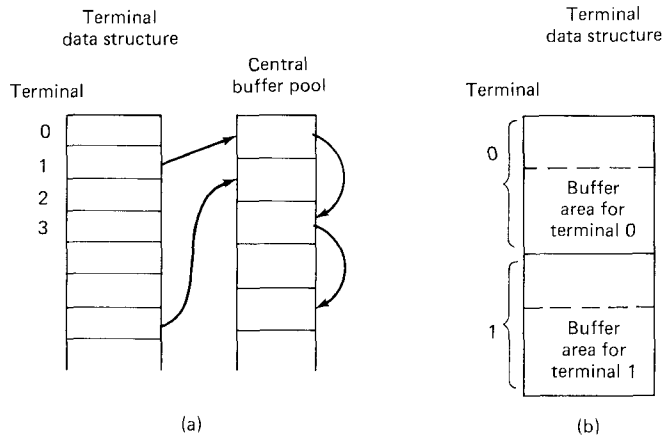 Terminal
data structure
Central
buffer pool
Terminal
0
1
2
3
(a)
Terminal
data structure
Terminal
0
Buffer
area for
terminal 0
1
Buffer
area for
terminal 1
(b)